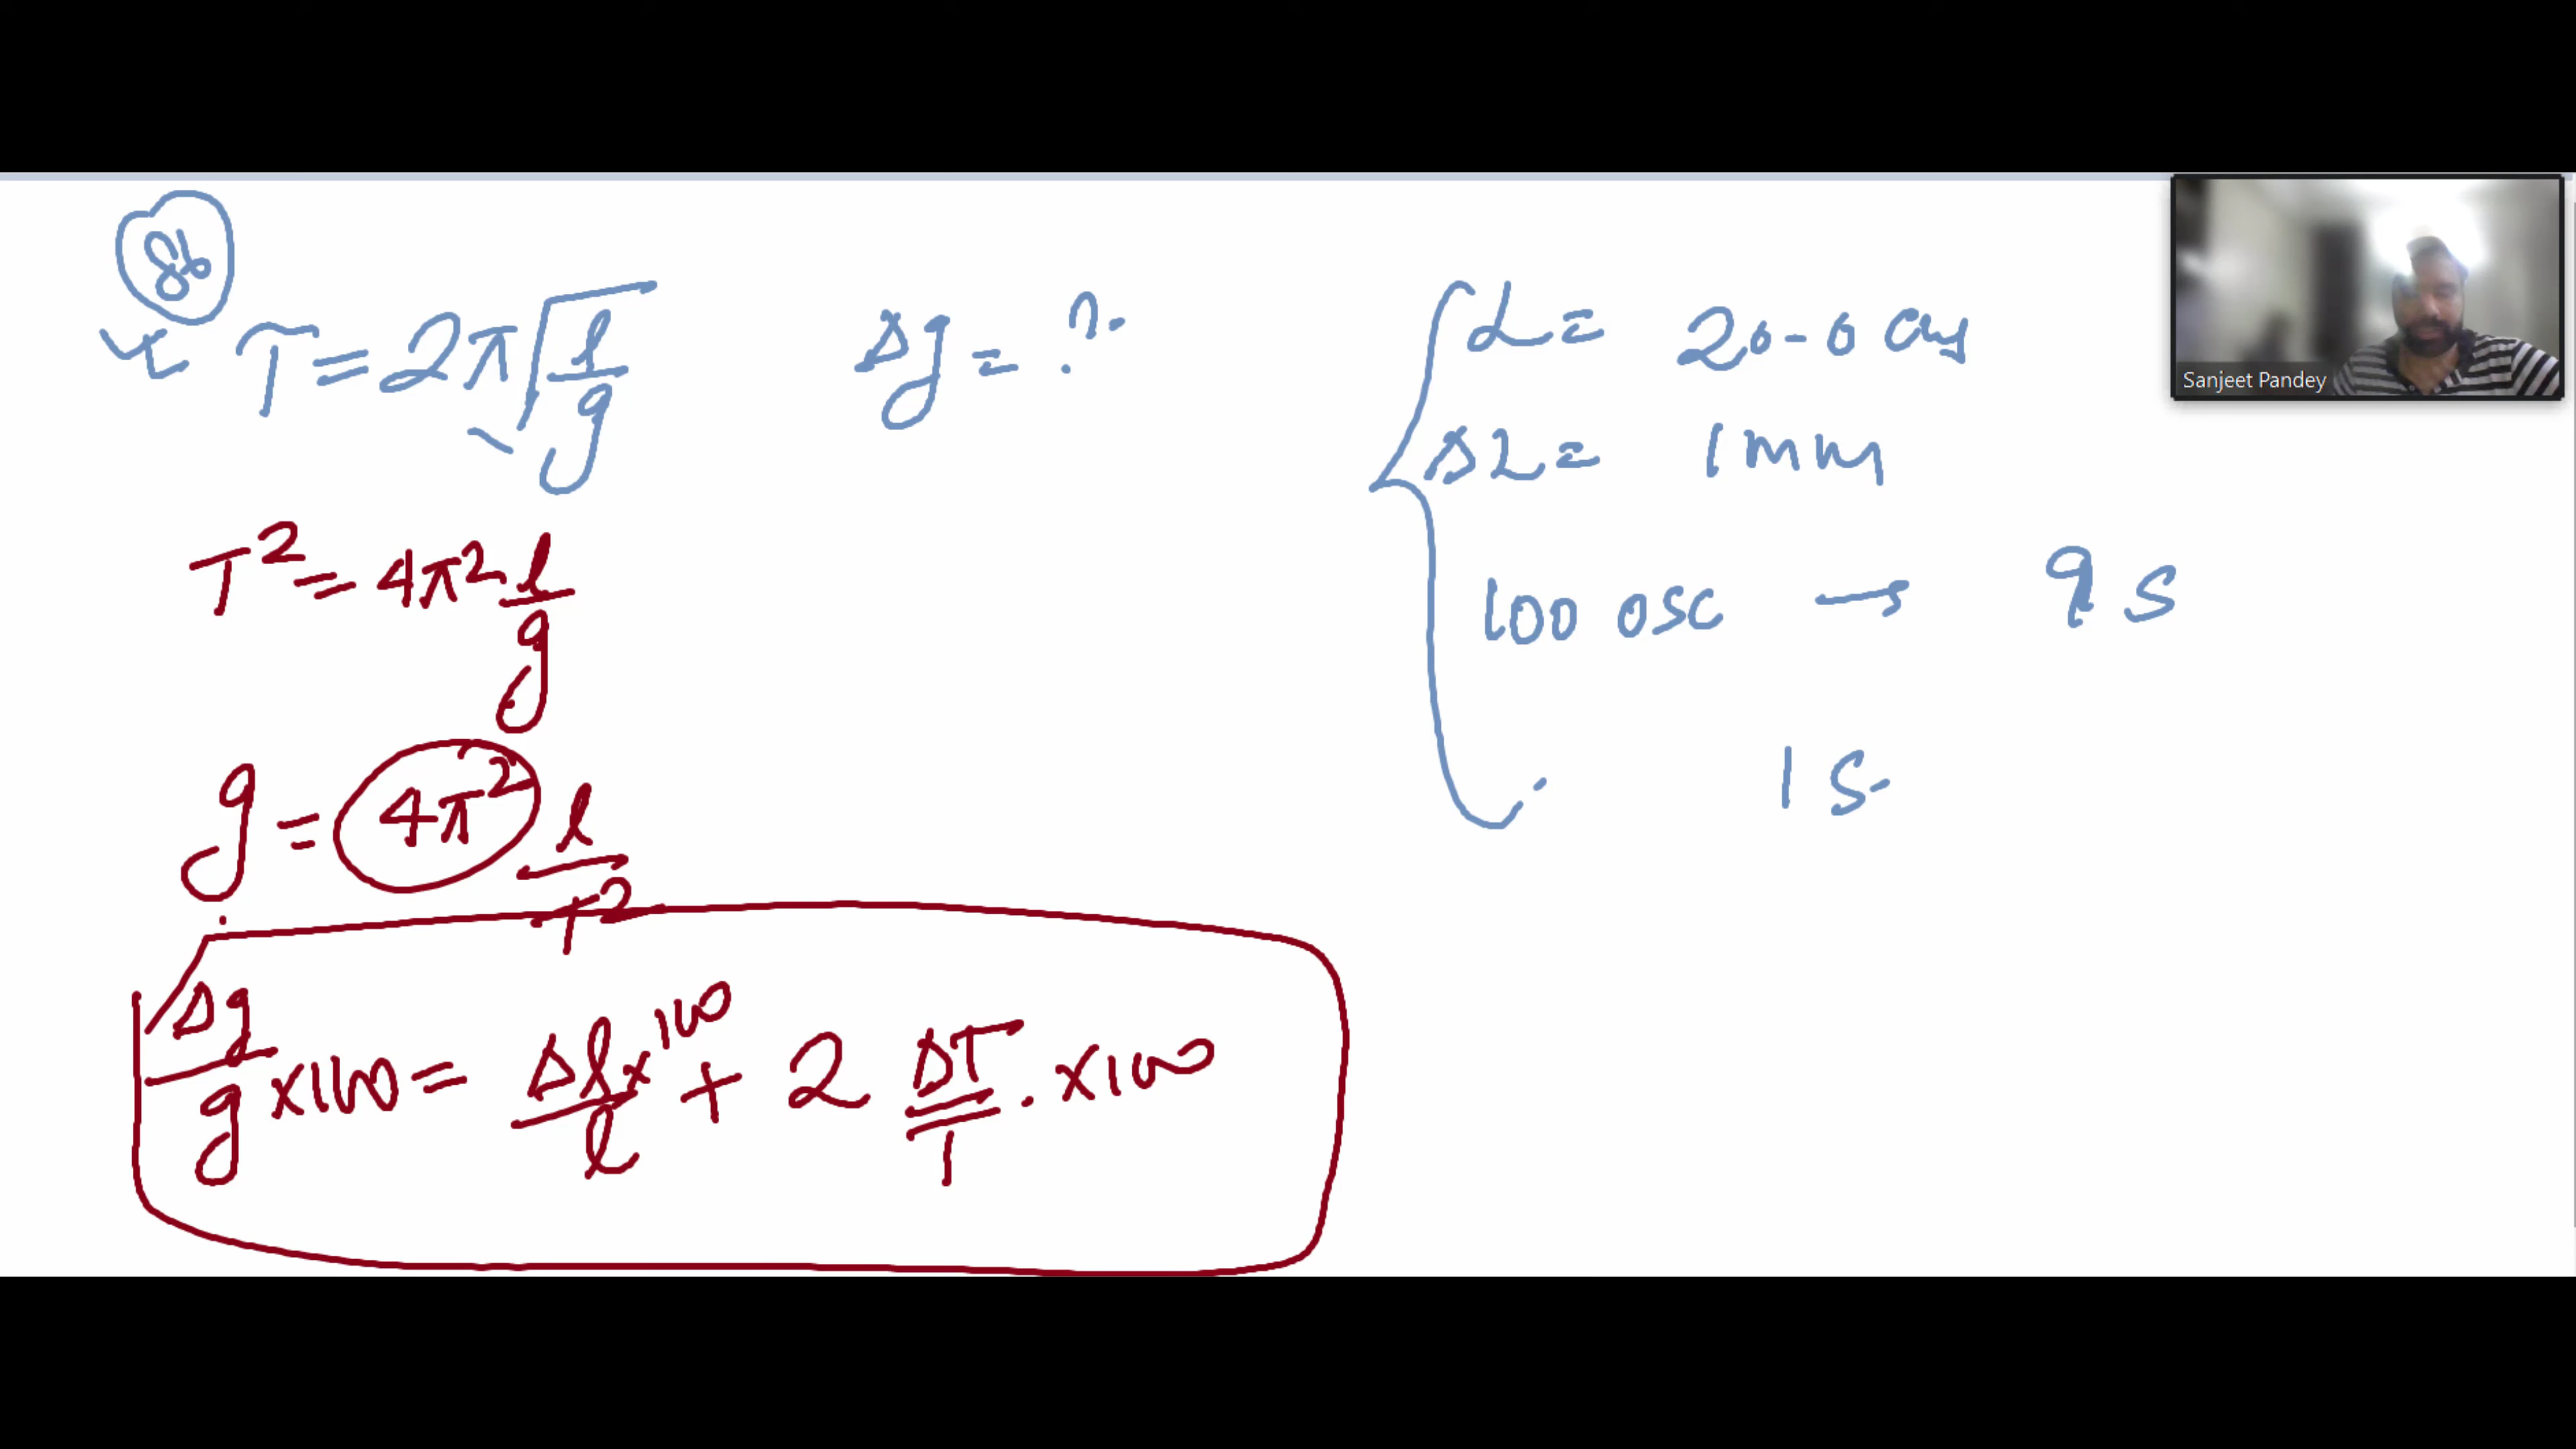 86
T = 2π√(l/g)
Δg = ?
L = 20.0 cm
ΔL = 1mm
100 osc → 9 s
1 s
T² = 4π² l/g
g = 4π² l/T²
Δg/g ×100 = Δl/l ×100 + 2 ΔT/T . ×100
Sanjeet Pandey